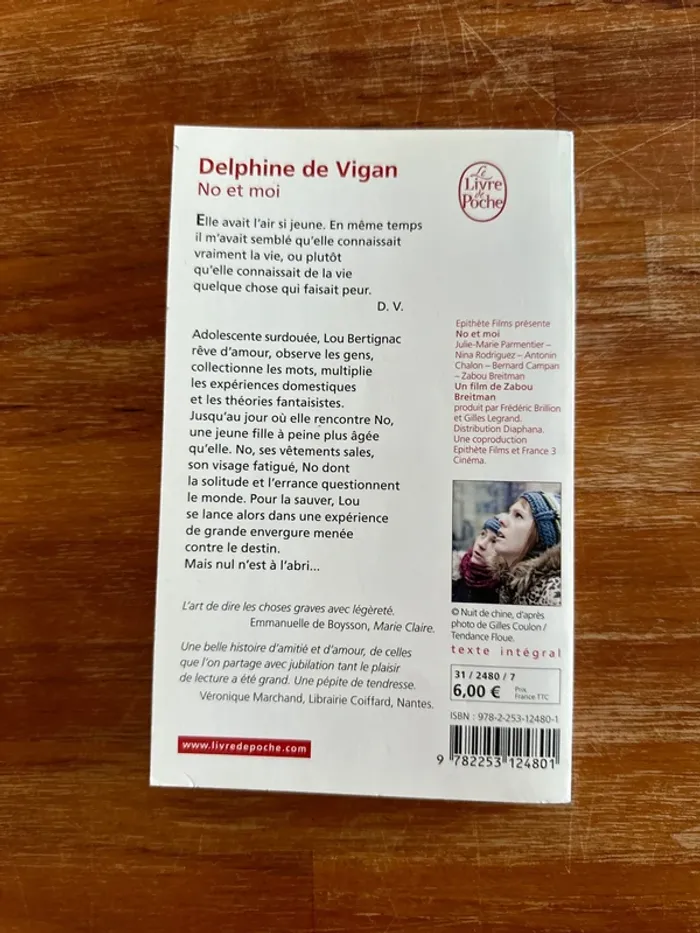 Delphine de Vigan
No et moi
Le
Livre
de
Poche
Elle avait l'air si jeune. En même temps
il m'avait semblé qu'elle connaissait
vraiment la vie, ou plutôt
qu'elle connaissait de la vie
quelque chose qui faisait peur.
D. V.
Adolescente surdouée, Lou Bertignac
rêve d'amour, observe les gens,
collectionne les mots, multiplie
les expériences domestiques
et les théories fantaisistes.
Jusqu'au jour où elle rencontre No,
une jeune fille à peine plus âgée
qu'elle. No, ses vêtements sales,
son visage fatigué, No dont
la solitude et l'errance questionnent
le monde. Pour la sauver, Lou
se lance alors dans une expérience
de grande envergure menée
contre le destin.
Mais nul n'est à l'abri...
L'art de dire les choses graves avec légèreté.
Emmanuelle de Boysson, Marie Claire.
Une belle histoire d'amitié et d'amour, de celles
que l'on partage avec jubilation tant le plaisir
de lecture a été grand. Une pépite de tendresse.
Véronique Marchand, Librairie Coiffard, Nantes.
www.livredepoche.com
Epithète Films présente
No et moi
Julie-Marie Parmentier –
Nina Rodriguez – Antonin
Chalon – Bernard Campan
– Zabou Breitman
Un film de Zabou
Breitman
produit par Frédéric Brillion
et Gilles Legrand.
Distribution Diaphana.
Une coproduction
Epithète Films et France 3
Cinéma.
© Nuit de chine, d'après
photo de Gilles Coulon /
Tendance Floue.
texte intégral
31 / 2480 / 7
6,00 €
Prix
France TTC
ISBN : 978-2-253-12480-1
9 782253 124801